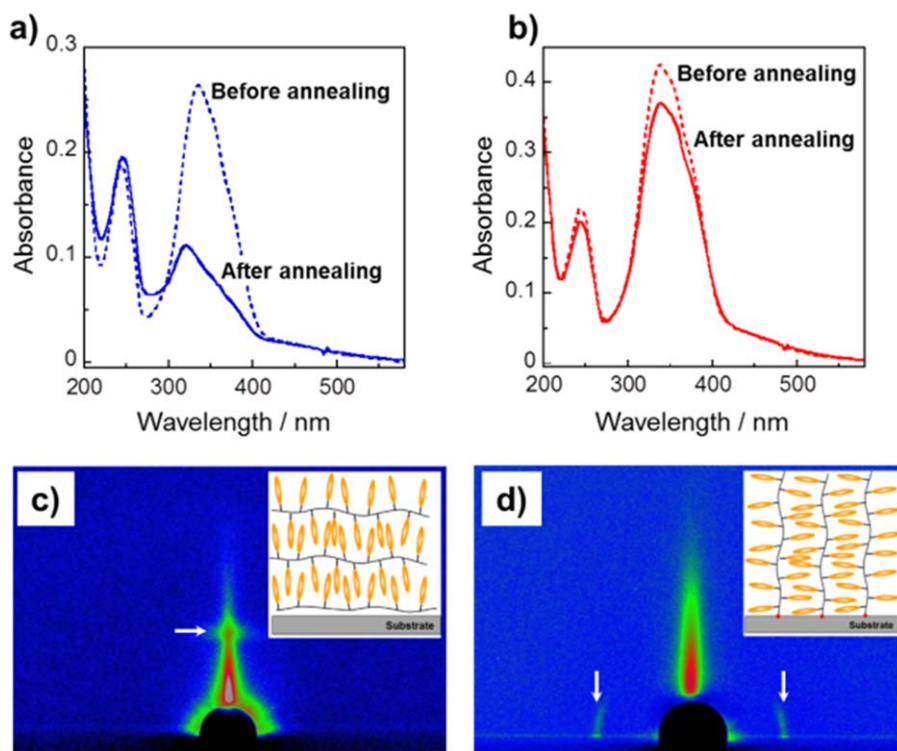 a)
0.3
0.2
0.1
0
Absorbance
Before annealing
After annealing
200 300 400 500
Wavelength / nm
b)
0.4
0.3
0.2
0.1
0
Absorbance
Before annealing
After annealing
200 300 400 500
Wavelength / nm
c)
Substrate
d)
Substrate